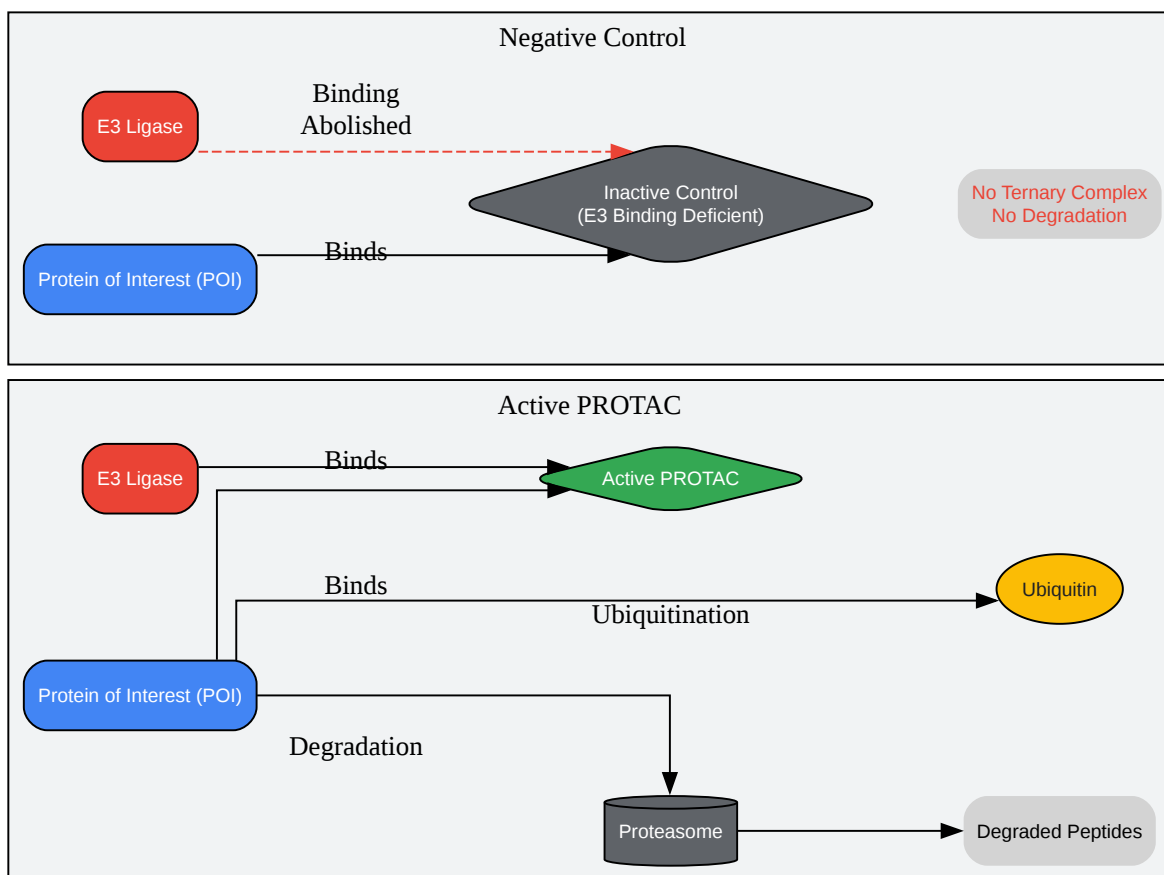 Negative Control
Binding
Abolished
E3 Ligase
Inactive Control
(E3 Binding Deficient)
No Ternary Complex
No Degradation
Binds
Protein of Interest (POI)
Active PROTAC
E3 Ligase
Binds
Active PROTAC
Binds
Ubiquitin
Ubiquitination
Protein of Interest (POI)
Degradation
Proteasome
Degraded Peptides